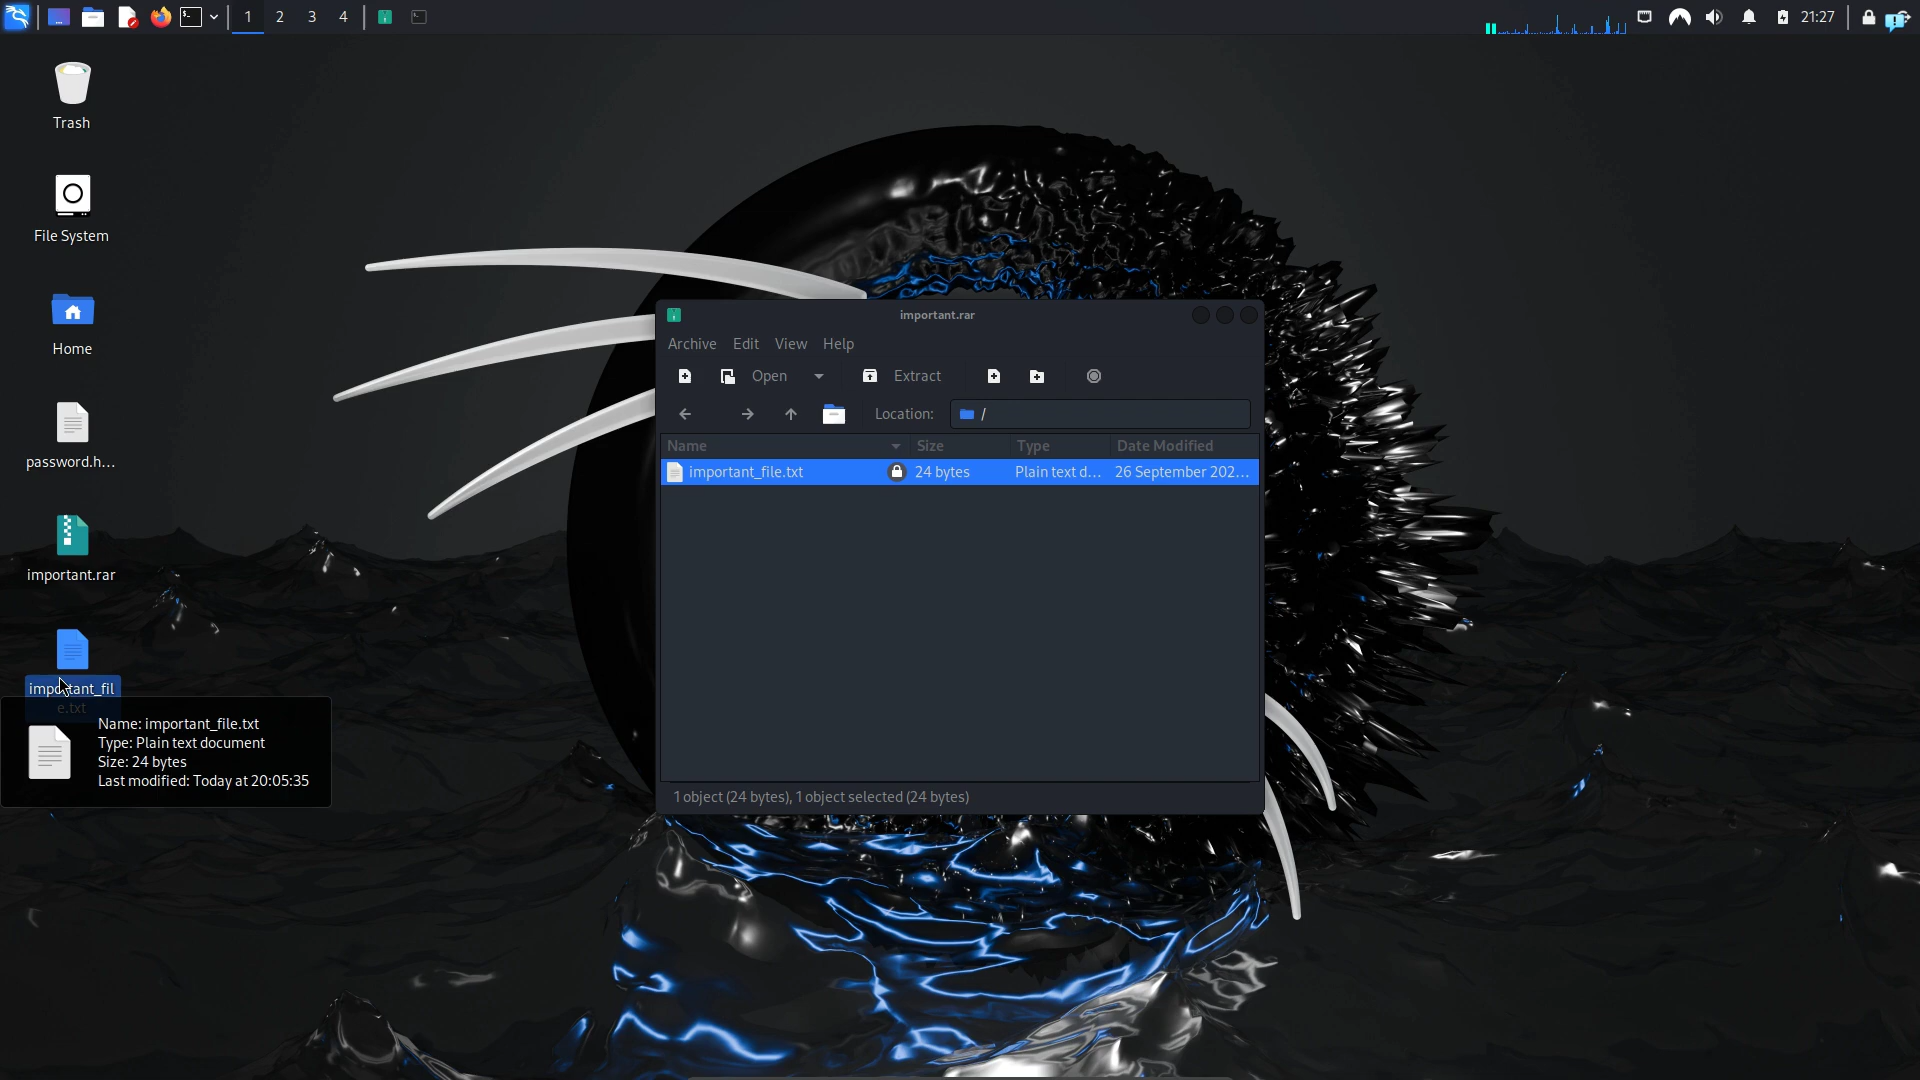 1 2 3 4
21:27
Trash
File System
Home
password.h...
important.rar
important_fil
e.txt
Name: important_file.txt
Type: Plain text document
Size: 24 bytes
Last modified: Today at 20:05:35
important.rar
Archive Edit View Help
Open Extract
Location: /
Name Size Type Date Modified
important_file.txt 24 bytes Plain text d... 26 September 202...
1 object (24 bytes), 1 object selected (24 bytes)